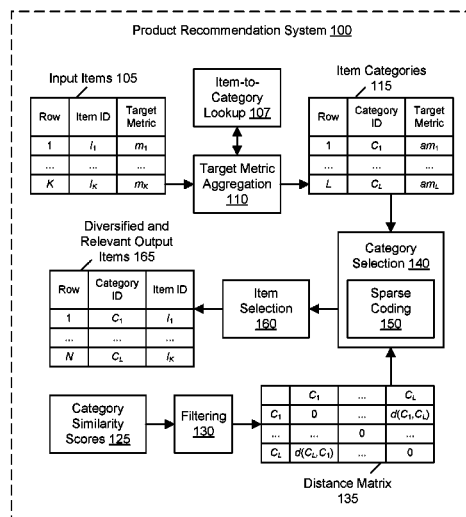 Product Recommendation System 100
Input Items 105
Row Item ID Target Metric
1 I1 m1
... ... ...
K IK mK
Item-to-
Category
Lookup 107
Target Metric
Aggregation
110
Item Categories
115
Row Category ID Target Metric
1 C1 am1
... ... ...
L CL amL
Diversified and
Relevant Output
Items 165
Row Category ID Item ID
1 C1 I1
... ... ...
N CL IK
Item
Selection
160
Category
Selection 140
Sparse
Coding
150
Category
Similarity
Scores 125
Filtering
130
C1 ... CL
C1 0 ... d(C1,CL)
... ... 0 ...
CL d(CL,C1) ... 0
Distance Matrix
135